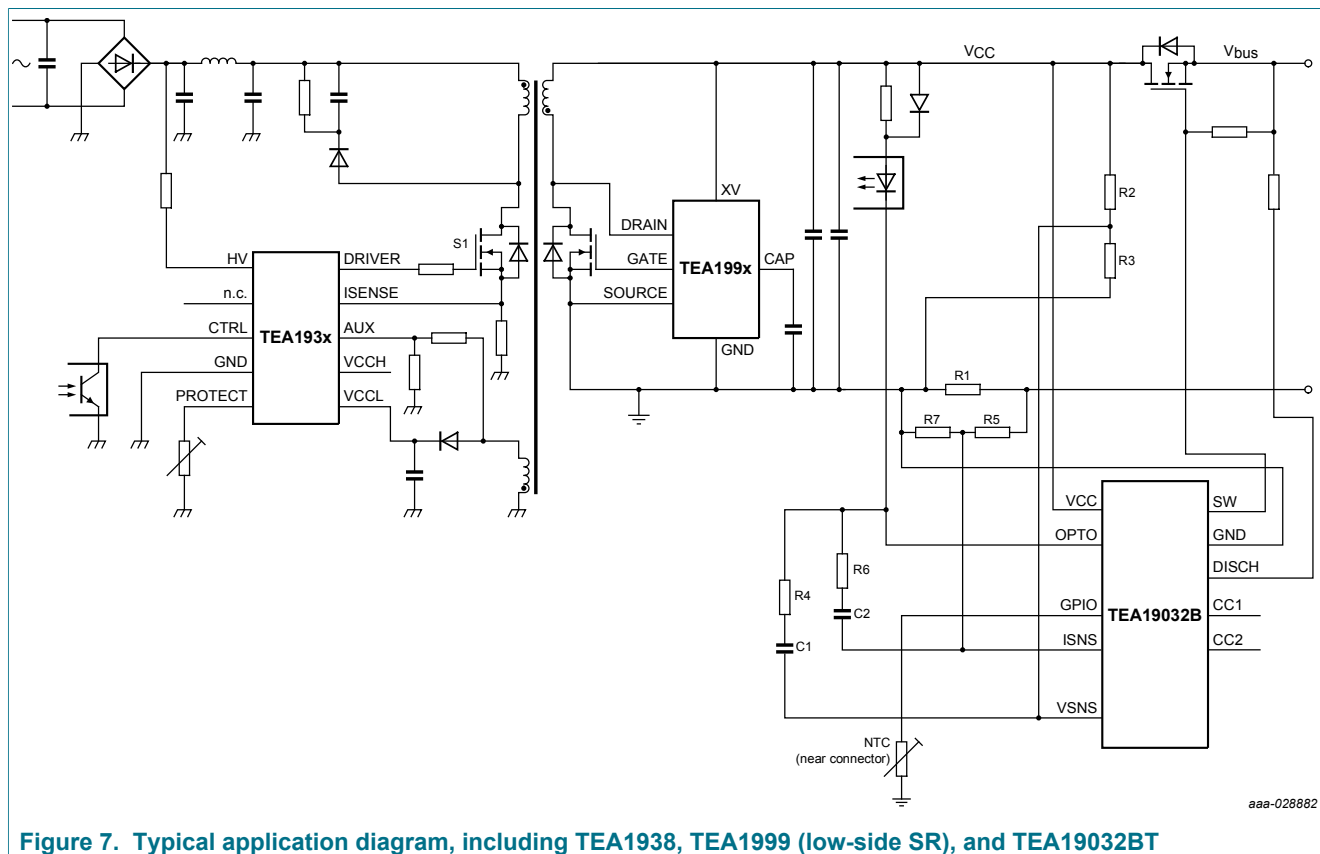 VCC
Vbus
XV
DRAIN
GATE
SOURCE
TEA199x
CAP
GND
R2
R3
S1
HV
n.c.
CTRL
GND
PROTECT
TEA193x
DRIVER
ISENSE
AUX
VCCH
VCCL
R1
R7
R5
R4
C1
R6
C2
VCC
OPTO
GPIO
ISNS
VSNS
TEA19032B
SW
GND
DISCH
CC1
CC2
NTC
(near connector)
aaa-028882
Figure 7. Typical application diagram, including TEA1938, TEA1999 (low-side SR), and TEA19032BT